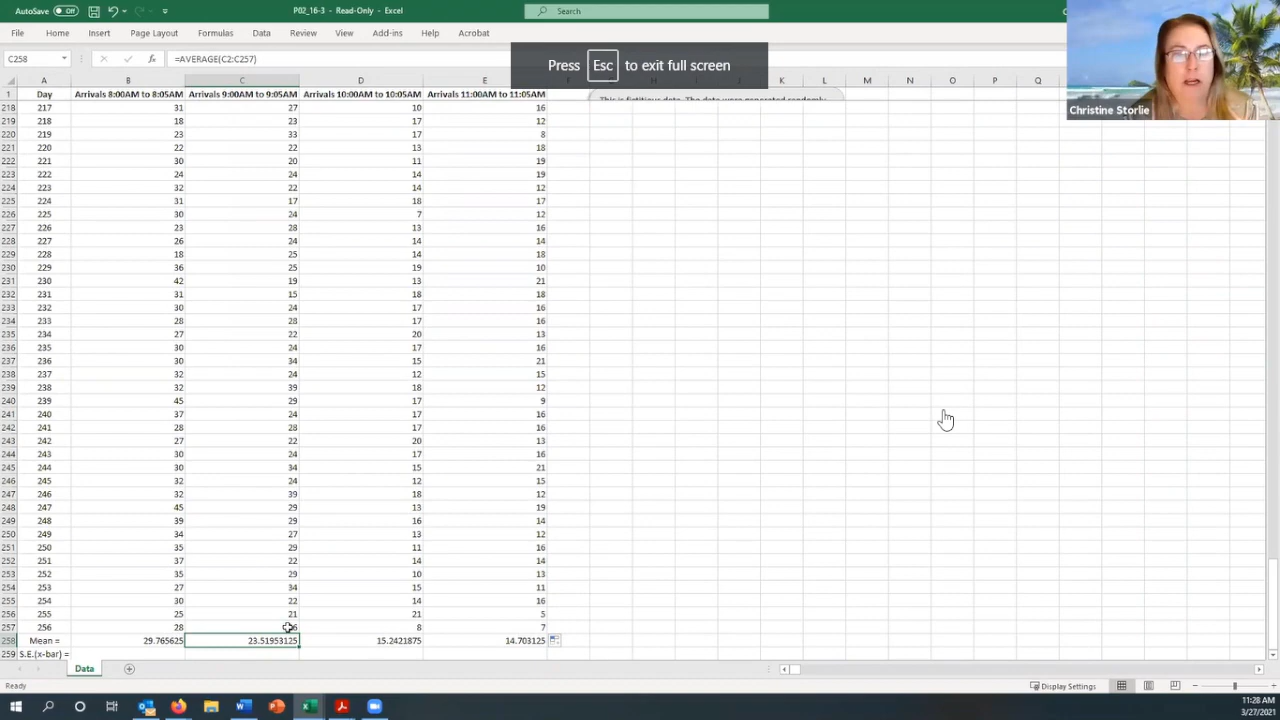 AutoSave Off
P02_16-3 - Read-Only - Excel
Search
File Home Insert Page Layout Formulas Data Review View Add-ins Help Acrobat
C258 fx =AVERAGE(C2:C257)
Press Esc to exit full screen
Christine Storlie
A B C D E F G H I J K L M N O P Q
1 Day Arrivals 8:00AM to 8:05AM Arrivals 9:00AM to 9:05AM Arrivals 10:00AM to 10:05AM Arrivals 11:00AM to 11:05AM
This is fictitious data. The data were generated randomly
218 217 31 27 10 16
219 218 18 23 12
220 219 23 33 17 8
221 220 22 22 13 18
222 221 30 20 11 19
223 222 24 24 14 19
224 223 32 22 14 12
225 224 31 17 18 17
226 225 30 24 7 12
227 226 23 28 13 16
228 227 26 24 14 14
229 228 18 25 14 18
230 229 36 25 19 10
231 230 42 19 13 21
232 231 31 15 18 18
233 232 30 24 17 16
234 233 28 28 17 16
235 234 27 22 20 13
236 235 30 24 17 16
237 236 30 34 15 21
238 237 32 24 12 15
239 238 32 39 18 12
240 239 45 29 17 9
241 240 37 24 17 16
242 241 28 28 17 16
243 242 27 22 20 13
244 243 30 24 17 16
245 244 30 34 15 21
246 245 32 24 12 15
247 246 32 39 18 12
248 247 45 29 13 19
249 248 39 29 16 14
250 249 34 27 13 12
251 250 35 29 11 16
252 251 37 22 14 14
253 252 35 29 10 13
254 253 27 34 15 11
255 254 30 22 14 16
256 255 25 21 21 5
257 256 28 8 7
258 Mean = 29.765625 23.51953125 15.2421875 14.703125
259 S.E.(x-bar) =
Data
Ready Display Settings
11:28 AM
3/27/2021